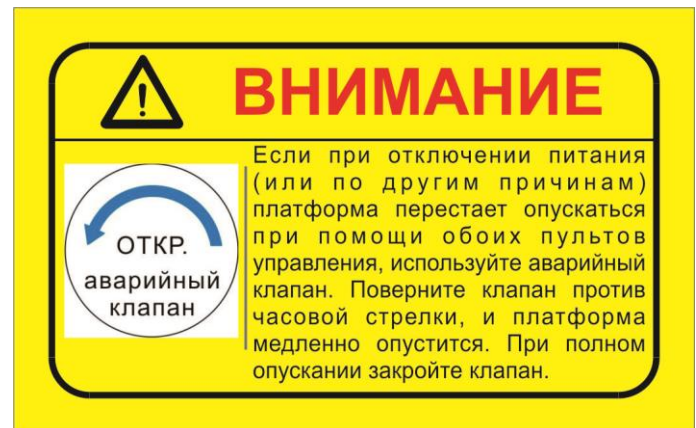 ВНИМАНИЕ
ОТКР.
аварийный
клапан
Если при отключении питания
(или по другим причинам)
платформа перестает опускаться
при помощи обоих пультов
управления, используйте аварийный
клапан. Поверните клапан против
часовой стрелки, и платформа
медленно опустится. При полном
опускании закройте клапан.